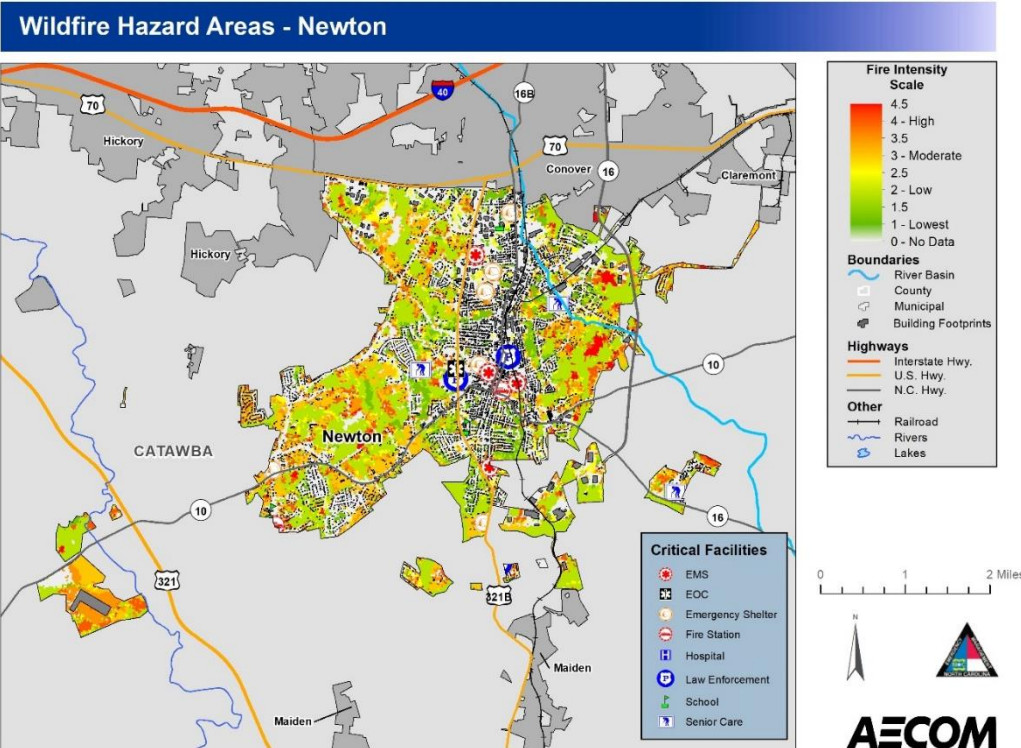 Wildfire Hazard Areas - Newton
40
16B
70
Hickory
70
Conover
16
Claremont
Hickory
10
Newton
CATAWBA
10
16
321
321B
Maiden
Maiden
Fire Intensity
Scale
4.5
4 - High
3.5
3 - Moderate
2.5
2 - Low
1.5
1 - Lowest
0 - No Data
Boundaries
River Basin
County
Municipal
Building Footprints
Highways
Interstate Hwy.
U.S. Hwy.
N.C. Hwy.
Other
Railroad
Rivers
Lakes
Critical Facilities
EMS
EOC
Emergency Shelter
Fire Station
H Hospital
P Law Enforcement
School
Senior Care
P
0 1 2 Miles
N
NORTH CAROLINA
AECOM